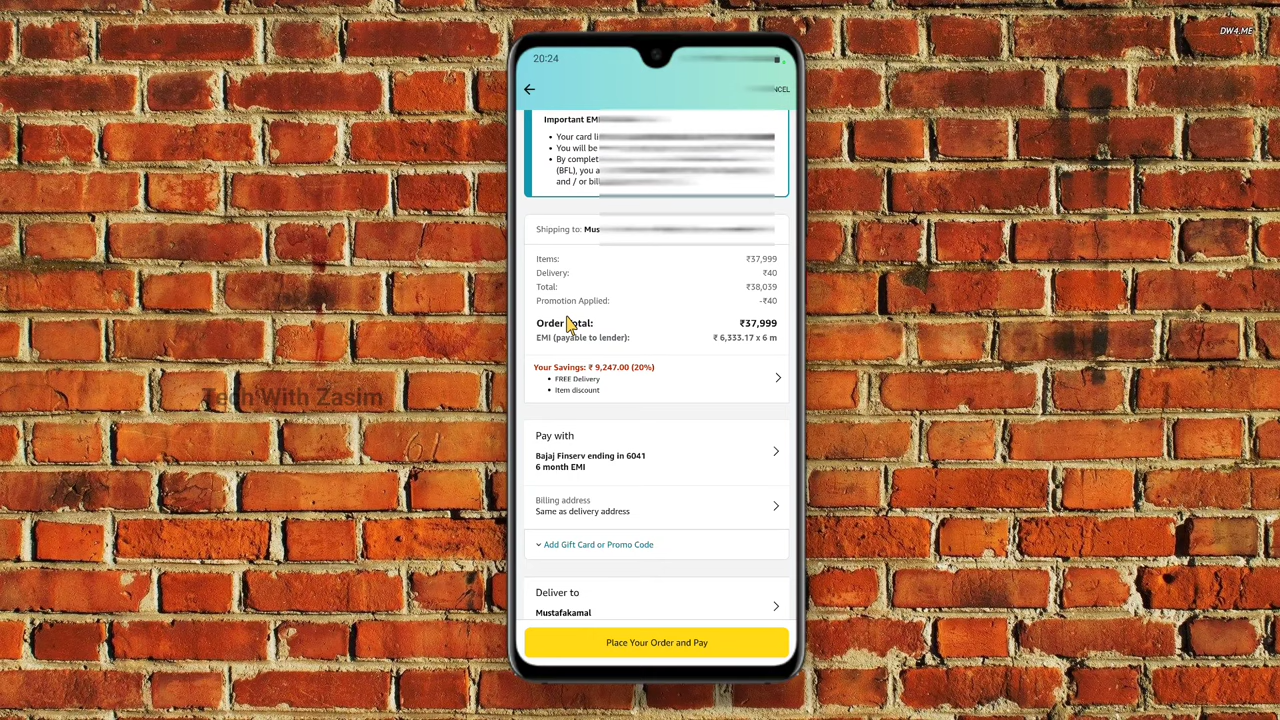 DW4.ME
20:24
NCEL
Important EM
Your card li
You will be
By complet
(BFL), you a
and / or bil
Shipping to: Mus
Items: ₹37,999
Delivery: ₹40
Total: ₹38,039
Promotion Applied: -₹40
Order Total: ₹37,999
EMI (payable to lender): ₹ 6,333.17 x 6 m
Your Savings: ₹ 9,247.00 (20%)
FREE Delivery
Item discount
Tech With Zasim
Pay with
Bajaj Finserv ending in 6041
6 month EMI
Billing address
Same as delivery address
Add Gift Card or Promo Code
Deliver to
Mustafakamal
Place Your Order and Pay